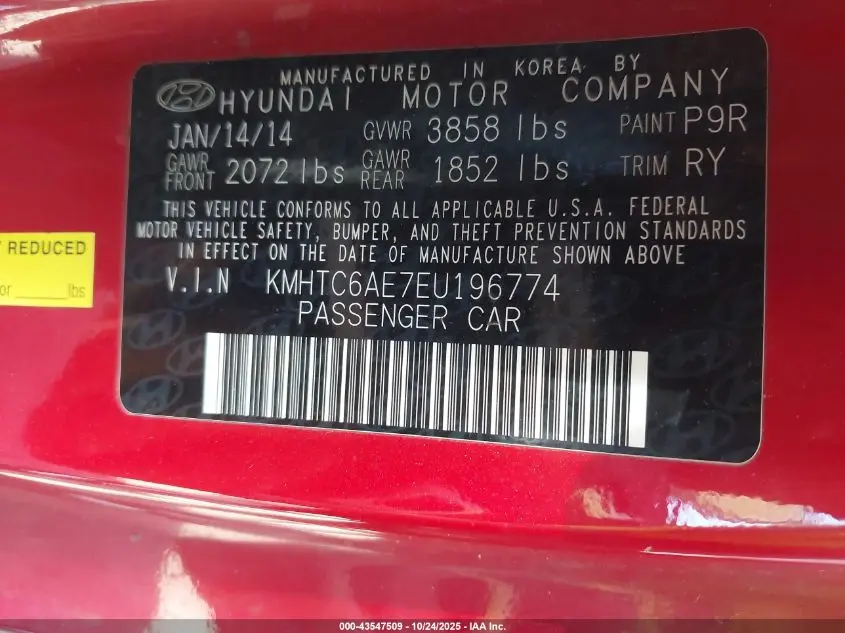 MANUFACTURED IN KOREA BY
HYUNDAI MOTOR COMPANY
JAN/14/14 GVWR 3858 lbs PAINT P9R
GAWR FRONT 2072 lbs GAWR REAR 1852 lbs TRIM RY
THIS VEHICLE CONFORMS TO ALL APPLICABLE U.S.A. FEDERAL
MOTOR VEHICLE SAFETY, BUMPER, AND THEFT PREVENTION STANDARDS
IN EFFECT ON THE DATE OF MANUFACTURE SHOWN ABOVE
V.I.N KMHTC6AE7EU196774
PASSENGER CAR
REDUCED
or ______ lbs
000-43547509 - 10/24/2025 - IAA Inc.